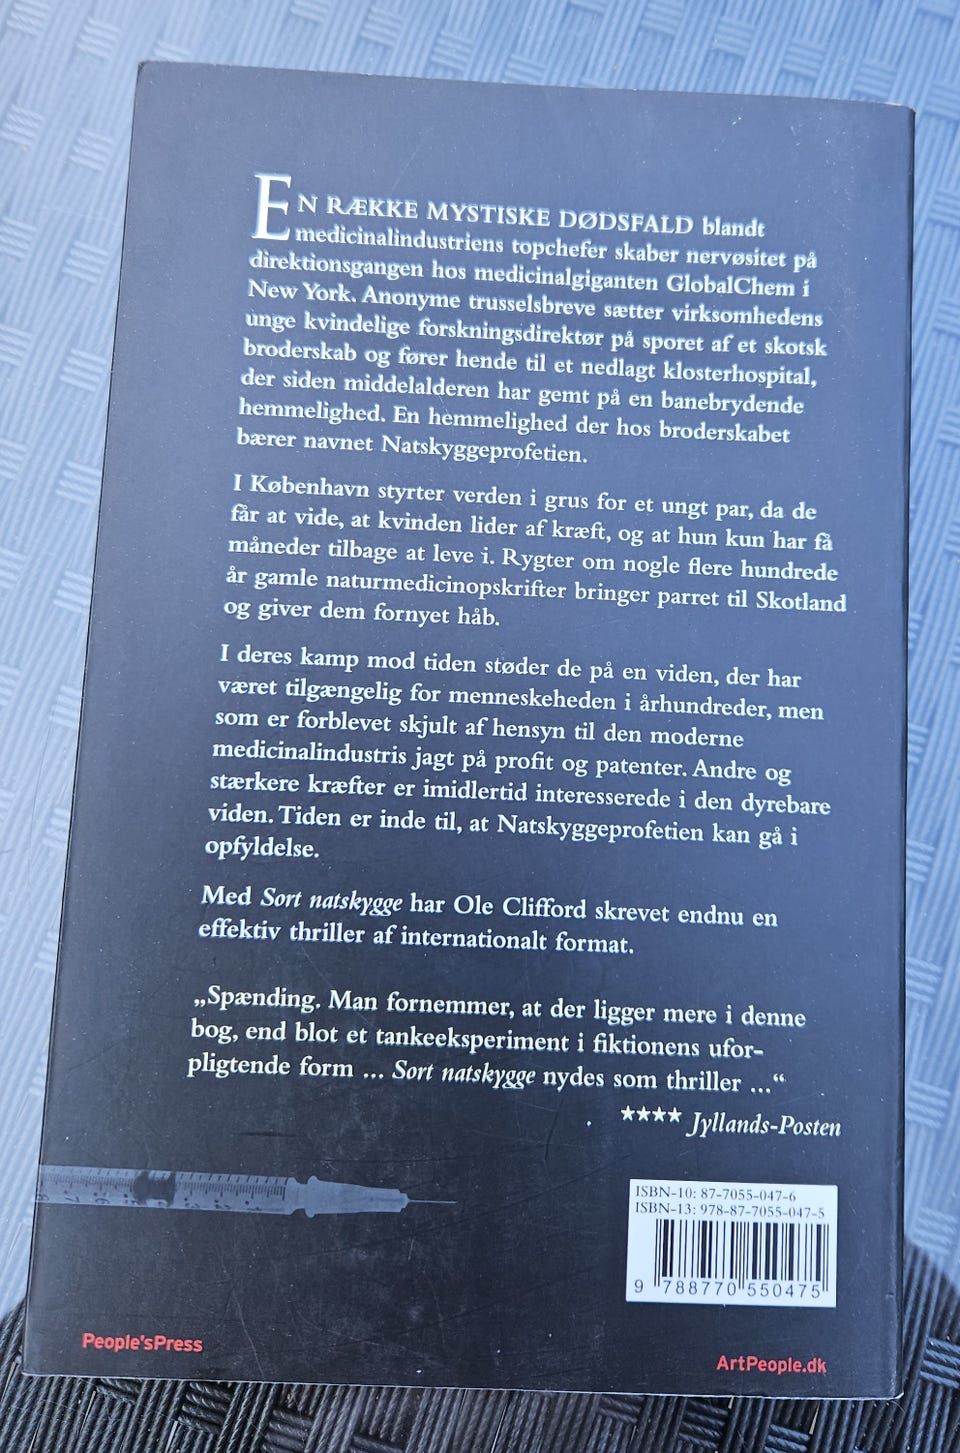 EN RÆKKE MYSTISKE DØDSFALD blandt
medicinalindustriens topchefer skaber nervøsitet på
direktionsgangen hos medicinalgiganten GlobalChem i
New York. Anonyme trusselsbreve sætter virksomhedens
unge kvindelige forskningsdirektør på sporet af et skotsk
broderskab og fører hende til et nedlagt klosterhospital,
der siden middelalderen har gemt på en banebrydende
hemmelighed. En hemmelighed der hos broderskabet
bærer navnet Natskyggeprofetien.
I København styrter verden i grus for et ungt par, da de
får at vide, at kvinden lider af kræft, og at hun kun har få
måneder tilbage at leve i. Rygter om nogle flere hundrede
år gamle naturmedicinopskrifter bringer parret til Skotland
og giver dem fornyet håb.
I deres kamp mod tiden støder de på en viden, der har
været tilgængelig for menneskeheden i århundreder, men
som er forblevet skjult af hensyn til den moderne
medicinalindustris jagt på profit og patenter. Andre og
stærkere kræfter er imidlertid interesserede i den dyrebare
viden. Tiden er inde til, at Natskyggeprofetien kan gå i
opfyldelse.
Med Sort natskygge har Ole Clifford skrevet endnu en
effektiv thriller af internationalt format.
„Spænding. Man fornemmer, at der ligger mere i denne
bog, end blot et tankeeksperiment i fiktionens ufor-
pligtende form ... Sort natskygge nydes som thriller ...“
★★★★ Jyllands-Posten
ISBN-10: 87-7055-047-6
ISBN-13: 978-87-7055-047-5
9 788770 550475
People'sPress
ArtPeople.dk